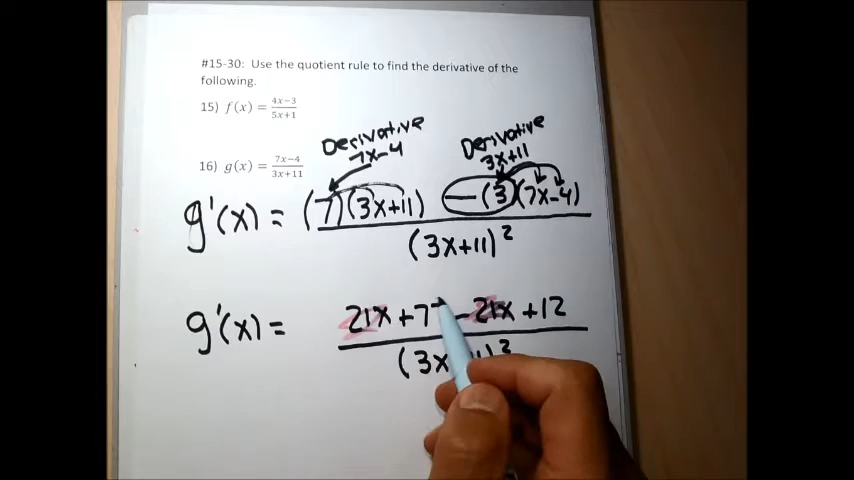 #15-30: Use the quotient rule to find the derivative of the
following.
15) f(x) = 4x−3 / 5x+1
Derivative
7x−4
Derivative
3x+11
16) g(x) = 7x−4 / 3x+11
g'(x) = (7)(3x+11) − (3)(7x−4)
(3x+11)²
g'(x) = 21x + 7 − 21x + 12
(3x